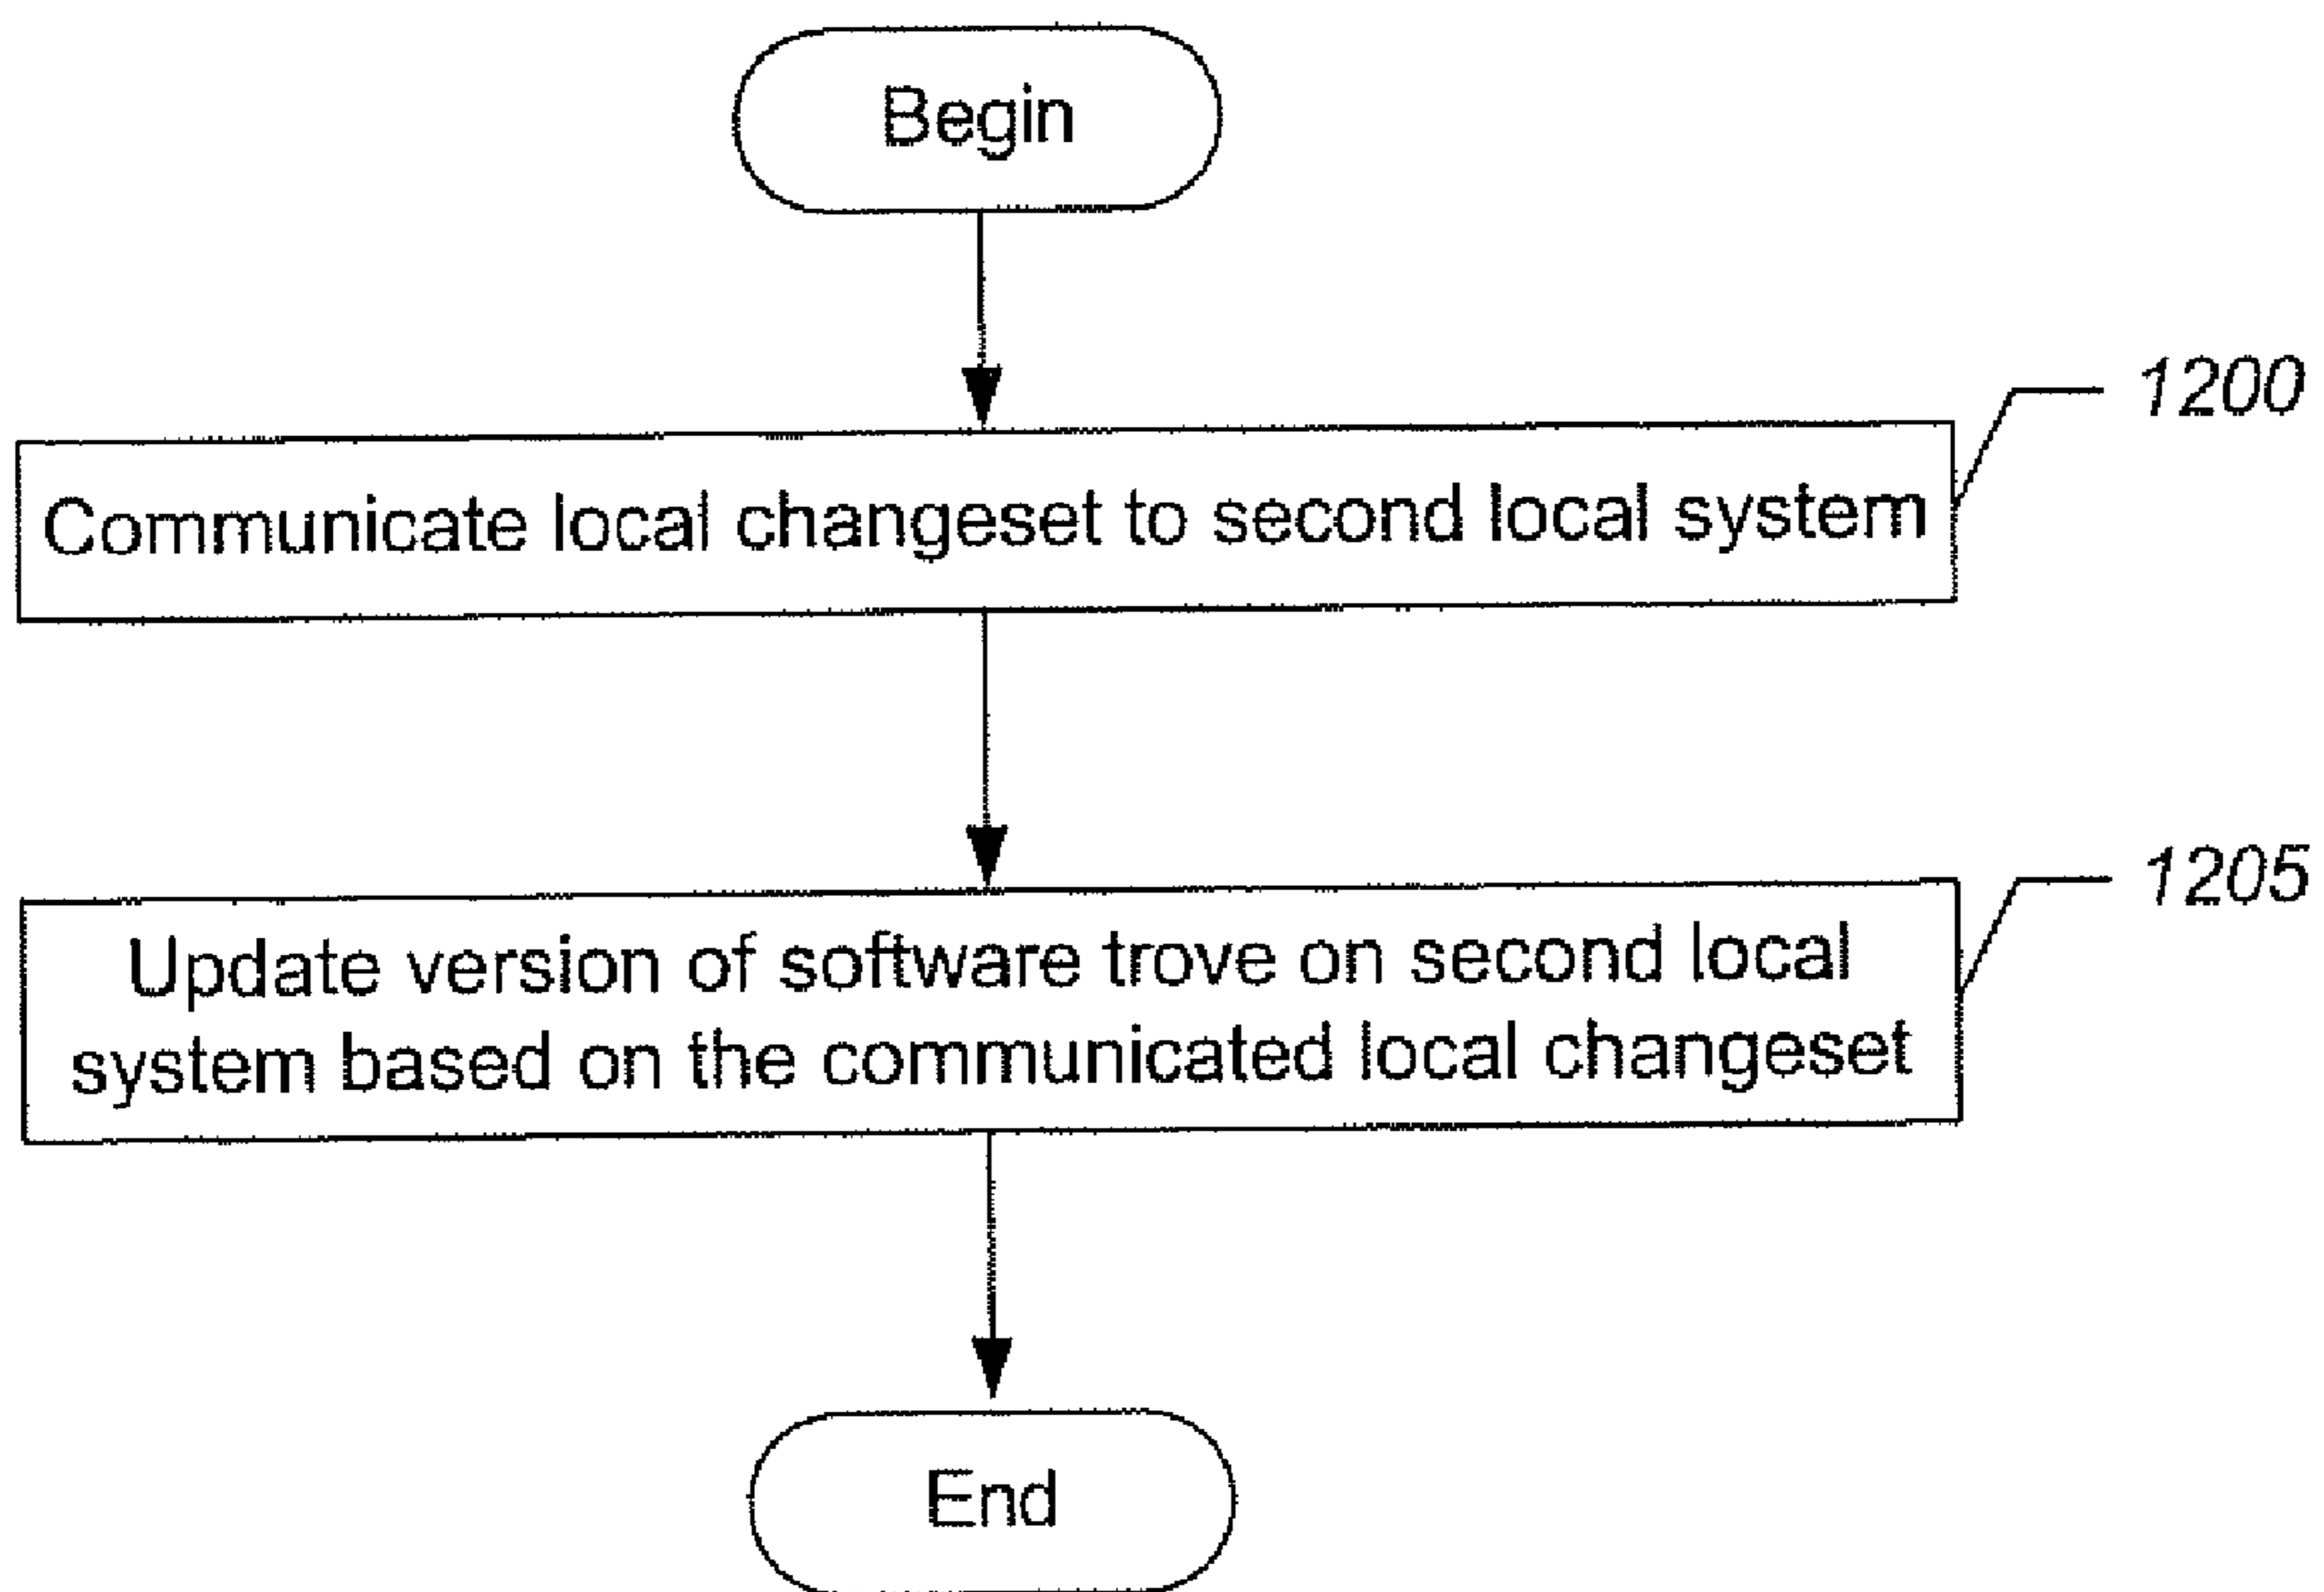 Begin
1200
Communicate local changeset to second local system
1205
Update version of software trove on second local
system based on the communicated local changeset
End